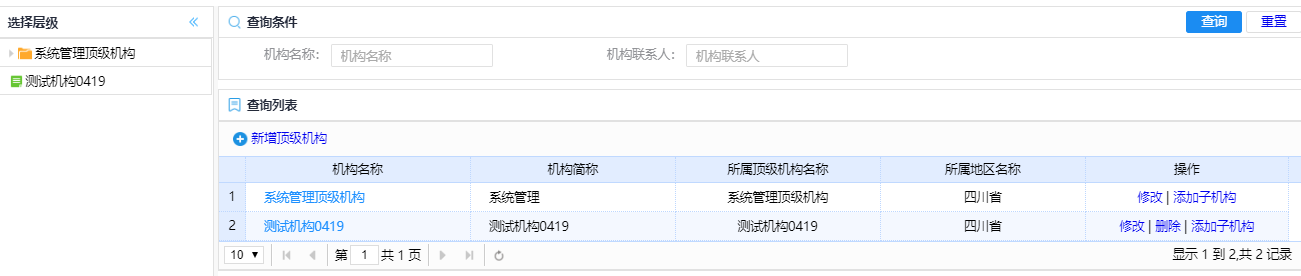 选择层级
系统管理顶级机构
测试机构0419
查询条件 查询 重置
机构名称： 机构名称 机构联系人： 机构联系人
查询列表
新增顶级机构
机构名称 机构简称 所属顶级机构名称 所属地区名称 操作
1 系统管理顶级机构 系统管理 系统管理顶级机构 四川省 修改 | 添加子机构
2 测试机构0419 测试机构0419 测试机构0419 四川省 修改 | 删除 | 添加子机构
10 第 1 共 1 页 显示 1 到 2,共 2 记录